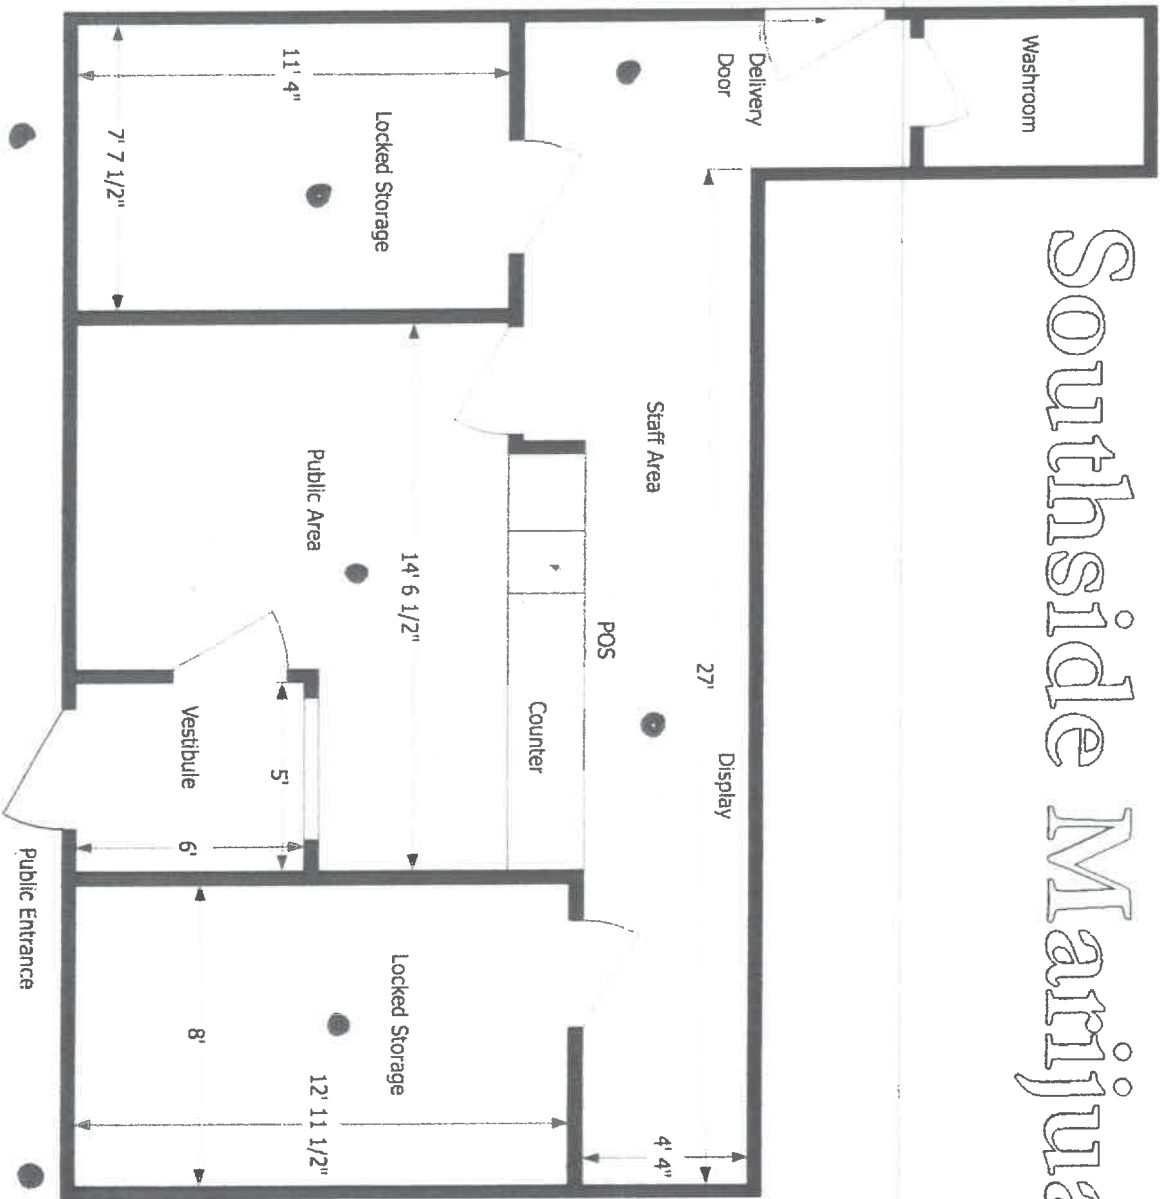 Southside Marijua
Washroom
Delivery
Door
27'
Display
4' 4"
Staff Area
POS
Counter
11' 4"
Locked Storage
7' 7 1/2"
14' 6 1/2"
Public Area
Vestibule
5'
6'
Locked Storage
12' 11 1/2"
8'
Public Entrance